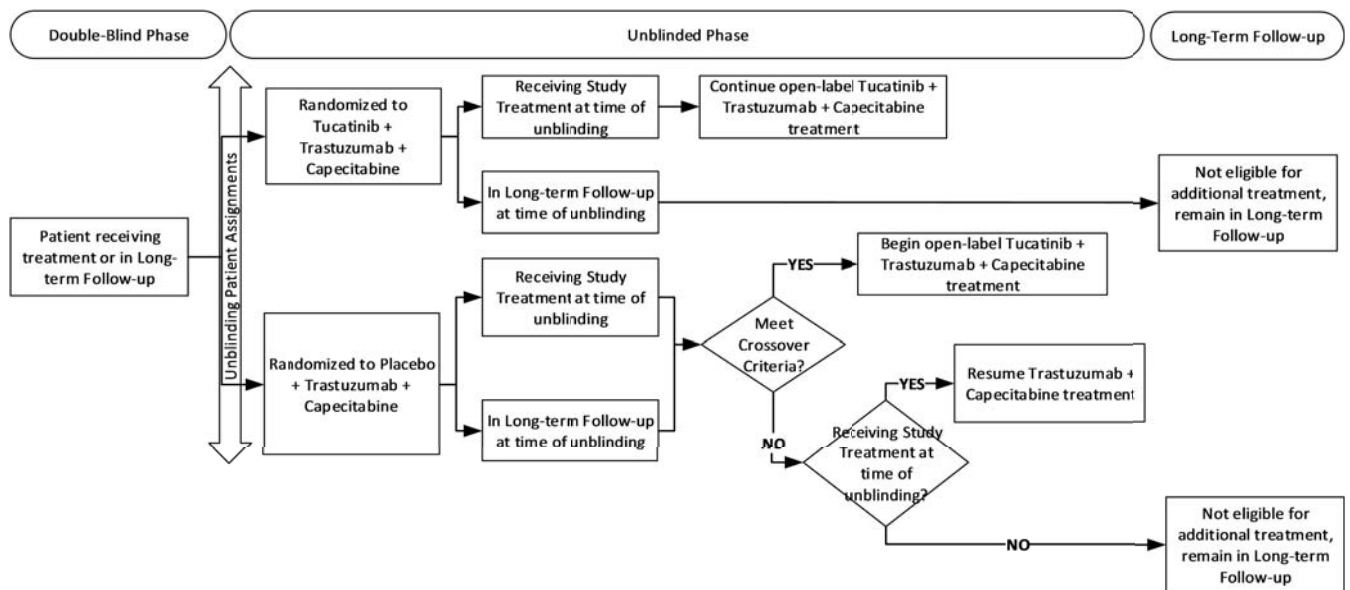 Double-Blind Phase
Unblinded Phase
Long-Term Follow-up
Unblinding Patient Assignments
Patient receiving
treatment or in Long-
term Follow-up
Randomized to
Tucatinib +
Trastuzumab +
Capecitabine
Receiving Study
Treatment at time of
unblinding
Continue open-label Tucatinib +
Trastuzumab + Capecitabine
treatment
In Long-term Follow-up
at time of unblinding
Not eligible for
additional treatment,
remain in Long-term
Follow-up
Randomized to Placebo
+ Trastuzumab +
Capecitabine
Receiving Study
Treatment at time of
unblinding
In Long-term Follow-up
at time of unblinding
Meet
Crossover
Criteria?
YES
Begin open-label Tucatinib +
Trastuzumab + Capecitabine
treatment
NO
Receiving Study
Treatment at
time of
unblinding?
YES
Resume Trastuzumab +
Capecitabine treatment
NO
Not eligible for
additional treatment,
remain in Long-term
Follow-up